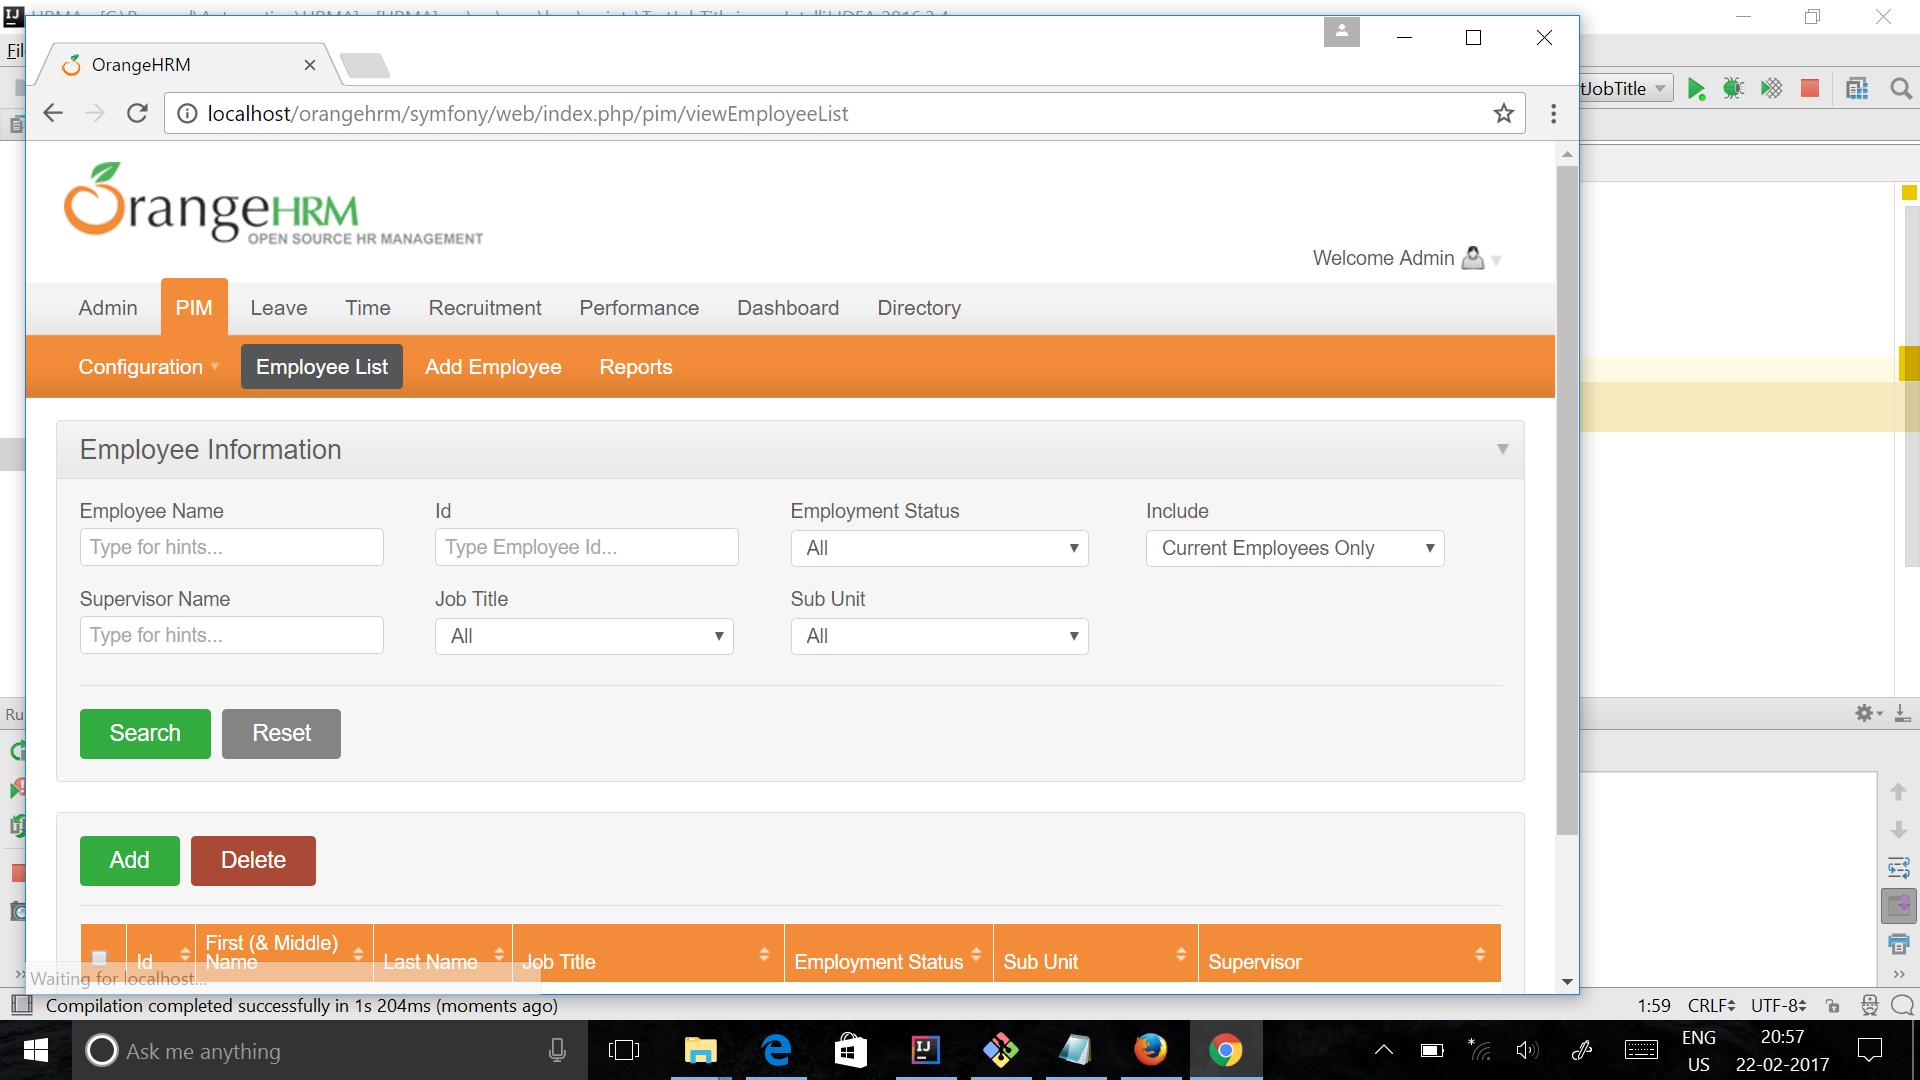 OrangeHRM
localhost/orangehrm/symfony/web/index.php/pim/viewEmployeeList
tJobTitle
OrangeHRM
OPEN SOURCE HR MANAGEMENT
Welcome Admin
Admin PIM Leave Time Recruitment Performance Dashboard Directory
Configuration Employee List Add Employee Reports
Employee Information
Employee Name Id Employment Status Include
Type for hints... Type Employee Id... All Current Employees Only
Supervisor Name Job Title Sub Unit
Type for hints... All All
Search Reset
Add Delete
Id First (& Middle) Name Last Name Job Title Employment Status Sub Unit Supervisor
Waiting for localhost...
Compilation completed successfully in 1s 204ms (moments ago) 1:59 CRLF UTF-8
Ask me anything
ENG
US
20:57
22-02-2017